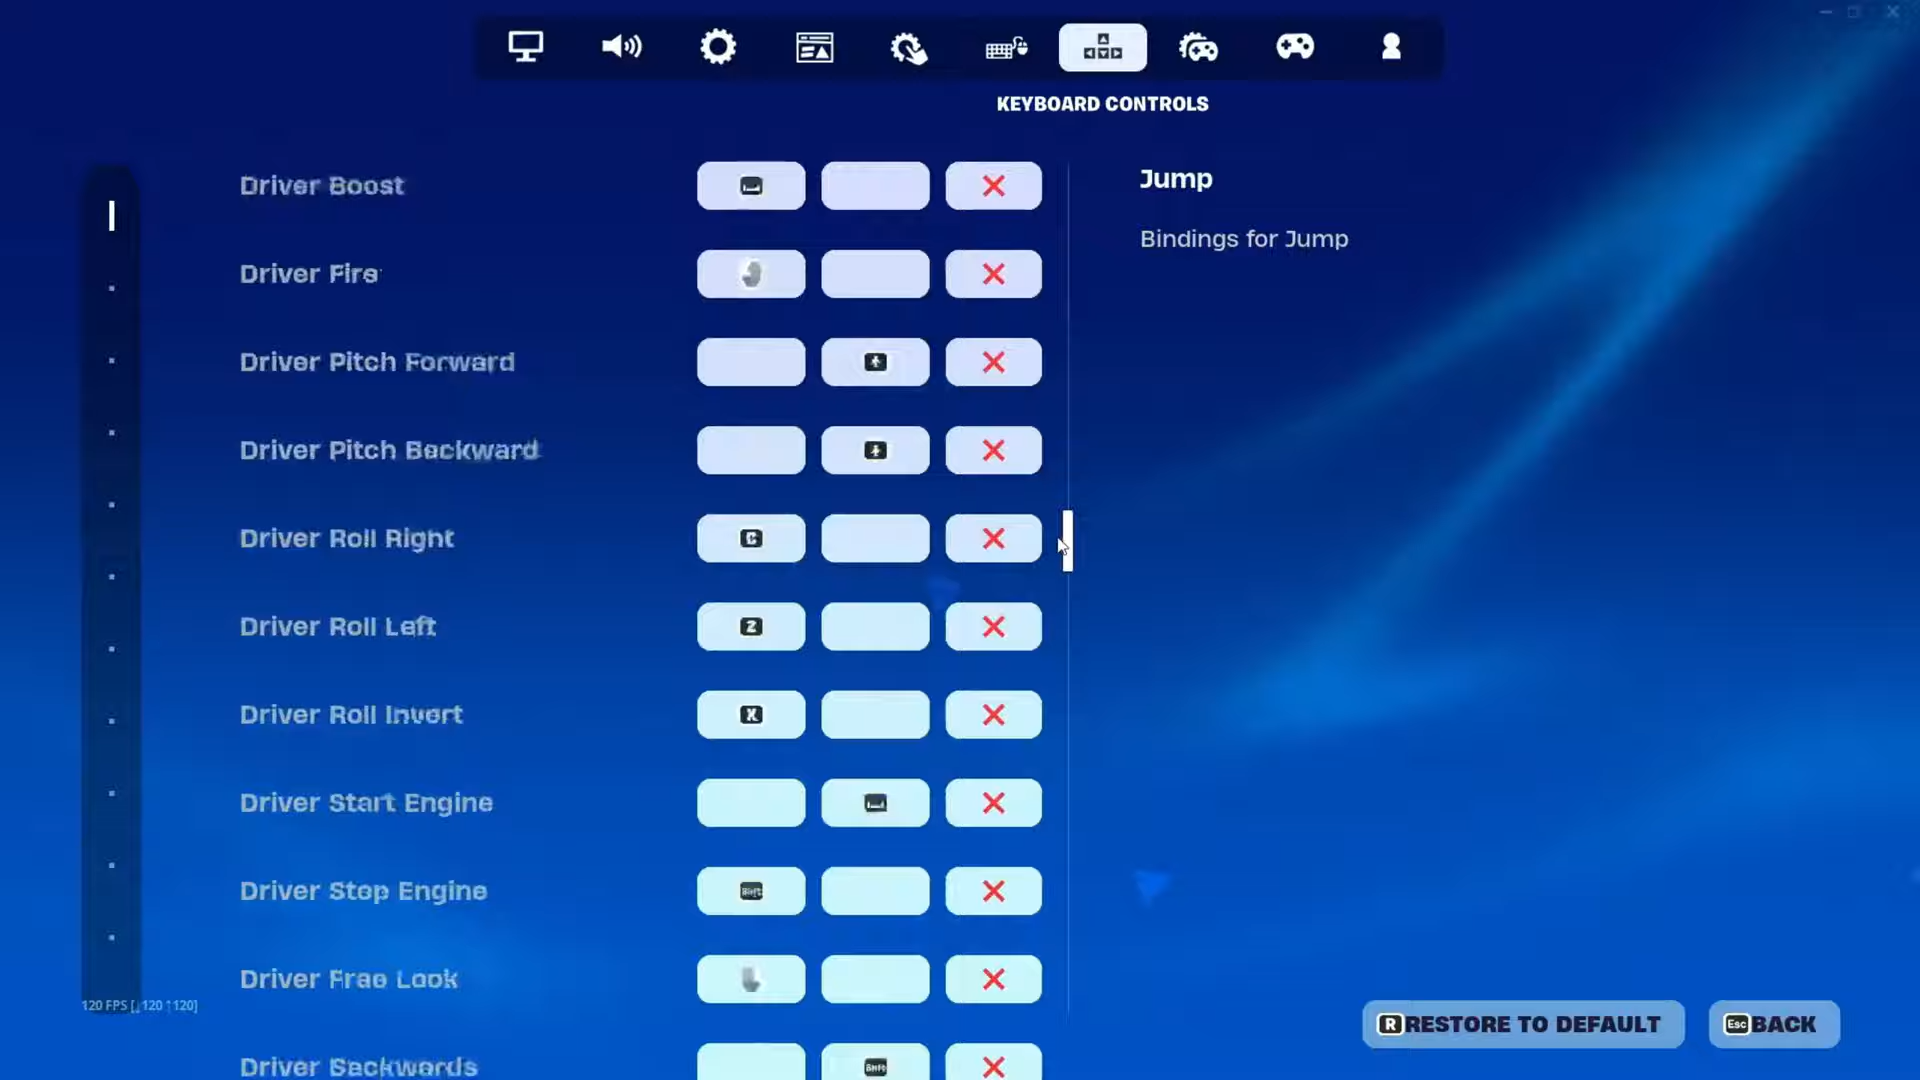 KEYBOARD CONTROLS
Driver Boost
Jump
Bindings for Jump
Driver Fire
Driver Pitch Forward
Driver Pitch Backward
Driver Roll Right C
Driver Roll Left Z
Driver Roll Invert X
Driver Start Engine
Driver Stop Engine
Driver Free Look
Driver Backwards
120 FPS [↓120 ↑120]
R RESTORE TO DEFAULT
Esc BACK